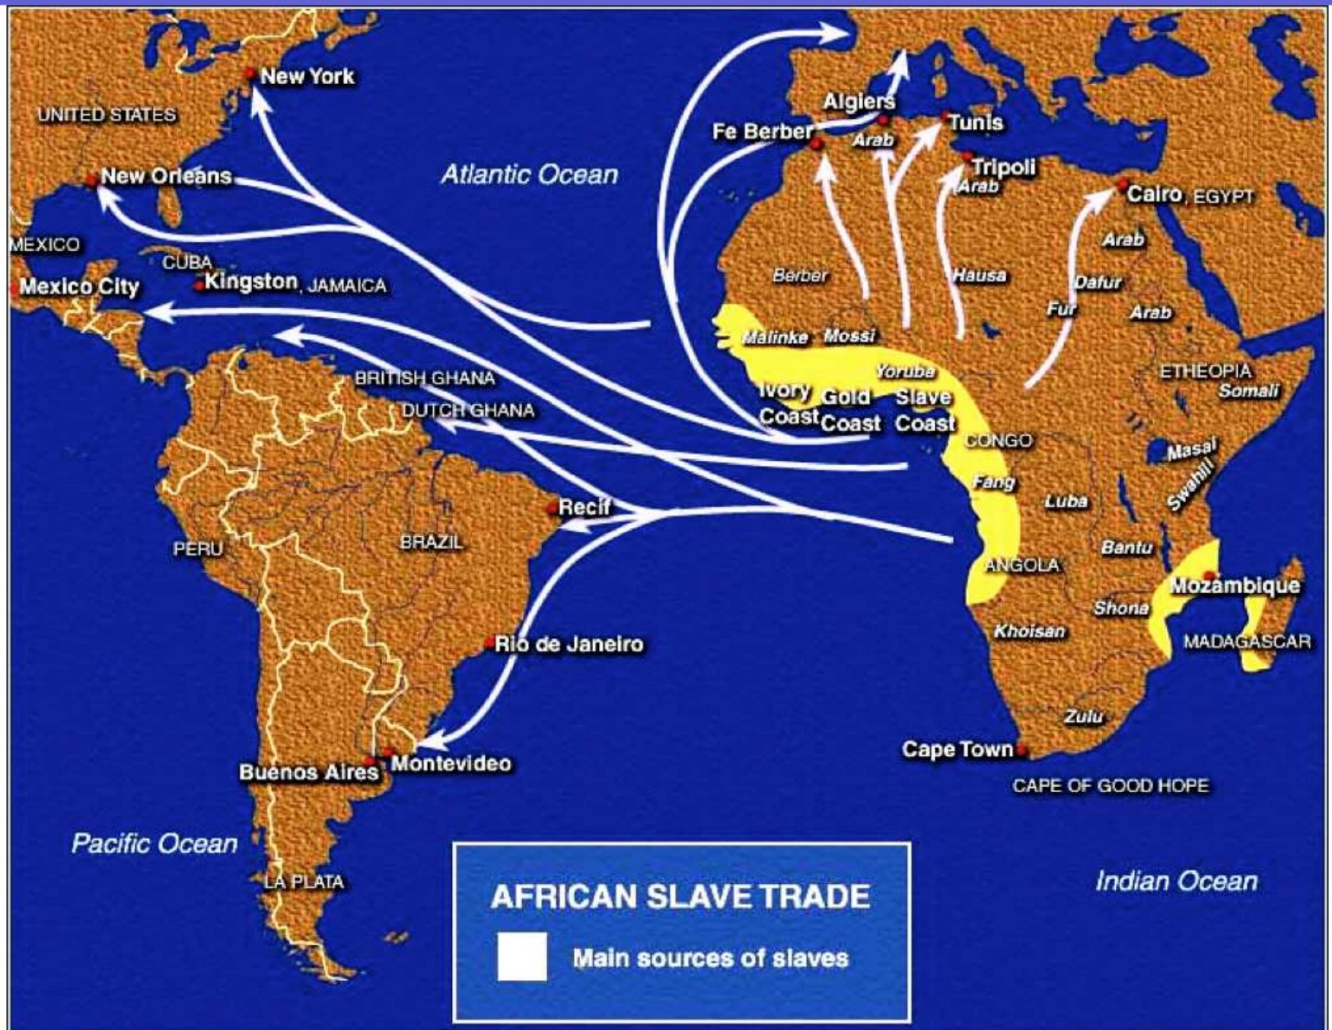 New York
UNITED STATES
Algiers
Fe Berber
Arab
Tunis
New Orleans
Atlantic Ocean
Tripoli
Arab
Cairo, EGYPT
MEXICO
CUBA
Arab
Mexico City
Kingston, JAMAICA
Berber
Hausa
Dafur
Fur
Arab
Malinke
Mossi
BRITISH GHANA
Yoruba
ETHEOPIA
Somali
DUTCH GHANA
Ivory
Coast
Gold
Coast
Slave
Coast
CONGO
Masai
Swahili
Fang
Luba
Recif
PERU
BRAZIL
Bantu
ANGOLA
Mozambique
Shona
Khoisan
MADAGASCAR
Rio de Janeiro
Zulu
Cape Town
Buenos Aires
Montevideo
CAPE OF GOOD HOPE
Pacific Ocean
LA PLATA
Indian Ocean
AFRICAN SLAVE TRADE
Main sources of slaves